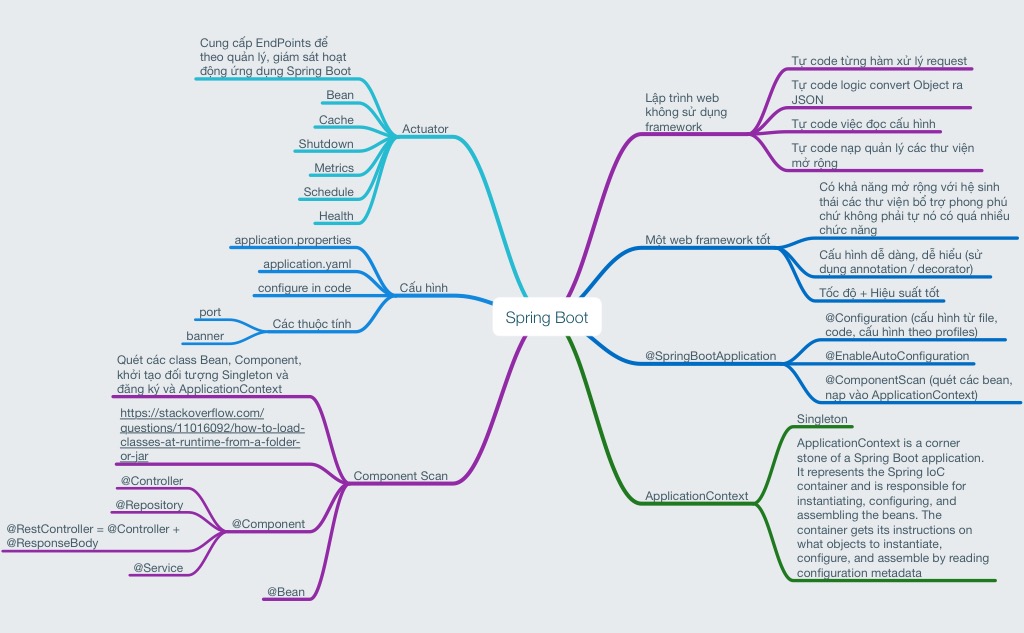 Spring Boot
Lập trình web
không sử dụng
framework
Tự code từng hàm xử lý request
Tự code logic convert Object ra
JSON
Tự code việc đọc cấu hình
Tự code nạp quản lý các thư viện
mở rộng
Một web framework tốt
Có khả năng mở rộng với hệ sinh
thái các thư viện bổ trợ phong phú
chứ không phải tự nó có quá nhiều
chức năng
Cấu hình dễ dàng, dễ hiểu (sử
dụng annotation / decorator)
Tốc độ + Hiệu suất tốt
@SpringBootApplication
@Configuration (cấu hình từ file,
code, cấu hình theo profiles)
@EnableAutoConfiguration
@ComponentScan (quét các bean,
nạp vào ApplicationContext)
ApplicationContext
Singleton
ApplicationContext is a corner
stone of a Spring Boot application.
It represents the Spring IoC
container and is responsible for
instantiating, configuring, and
assembling the beans. The
container gets its instructions on
what objects to instantiate,
configure, and assemble by reading
configuration metadata
Actuator
Cung cấp EndPoints để
theo quản lý, giám sát hoạt
động ứng dụng Spring Boot
Bean
Cache
Shutdown
Metrics
Schedule
Health
Cấu hình
application.properties
application.yaml
configure in code
Các thuộc tính
port
banner
Component Scan
Quét các class Bean, Component,
khởi tạo đối tượng Singleton và
đăng ký và ApplicationContext
https://stackoverflow.com/
questions/11016092/how-to-load-
classes-at-runtime-from-a-folder-
or-jar
@Component
@Controller
@Repository
@RestController = @Controller +
@ResponseBody
@Service
@Bean